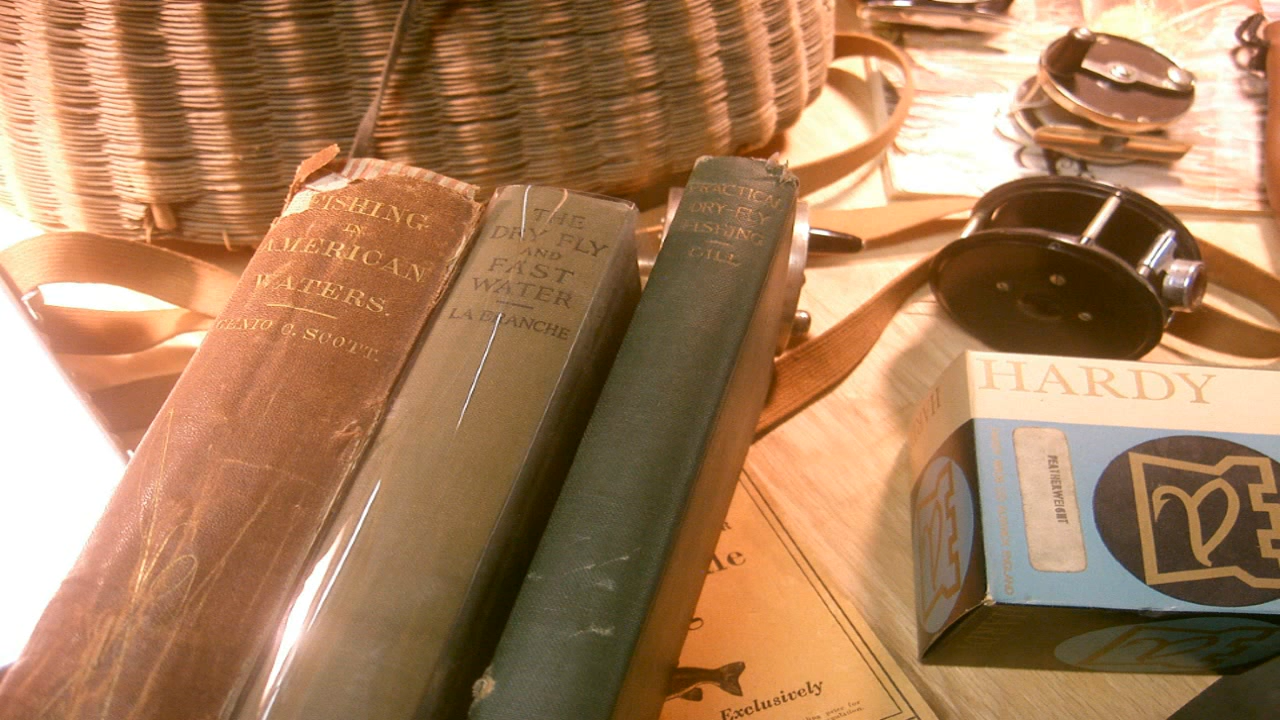 FISHING
IN
AMERICAN
WATERS.
GENIO C. SCOTT.
THE
DRY FLY
AND
FAST
WATER
LA BRANCHE
PRACTICAL
DRY-FLY
FISHING
GILL
HARDY
FEATHERWEIGHT
Exclusively